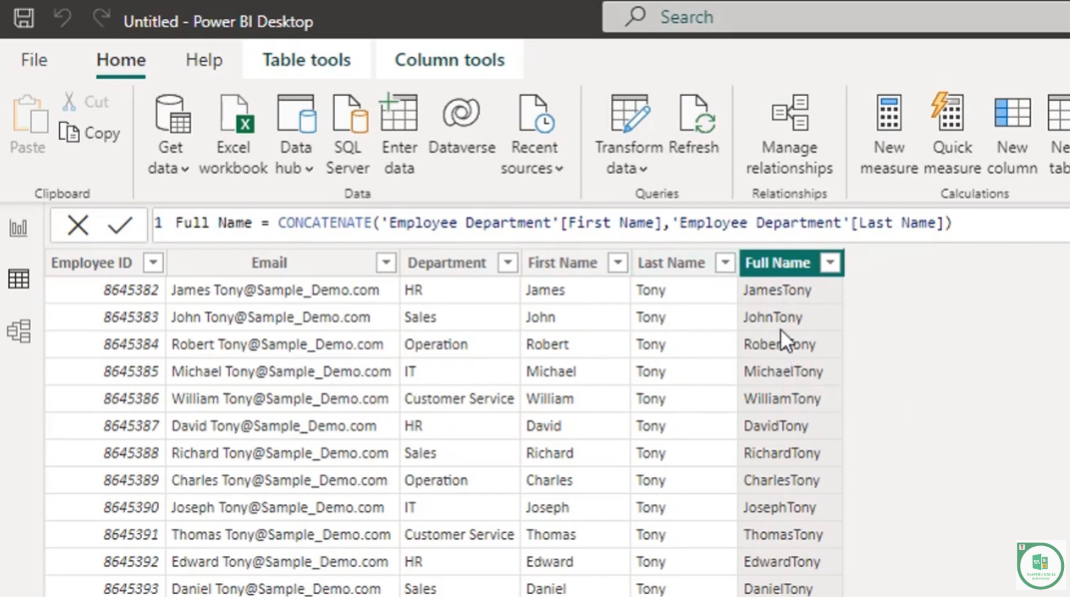 Untitled - Power BI Desktop
Search
File Home Help Table tools Column tools
Paste
Cut
Copy
Get data
Excel workbook
Data hub
SQL Server
Enter data
Dataverse
Recent sources
Transform data
Refresh
Manage relationships
New measure
Quick measure
New column
Clipboard Data Queries Relationships Calculations
1 Full Name = CONCATENATE('Employee Department'[First Name],'Employee Department'[Last Name])
Employee ID Email Department First Name Last Name Full Name
8645382 James Tony@Sample_Demo.com HR James Tony JamesTony
8645383 John Tony@Sample_Demo.com Sales John Tony JohnTony
8645384 Robert Tony@Sample_Demo.com Operation Robert Tony RobertTony
8645385 Michael Tony@Sample_Demo.com IT Michael Tony MichaelTony
8645386 William Tony@Sample_Demo.com Customer Service William Tony WilliamTony
8645387 David Tony@Sample_Demo.com HR David Tony DavidTony
8645388 Richard Tony@Sample_Demo.com Sales Richard Tony RichardTony
8645389 Charles Tony@Sample_Demo.com Operation Charles Tony CharlesTony
8645390 Joseph Tony@Sample_Demo.com IT Joseph Tony JosephTony
8645391 Thomas Tony@Sample_Demo.com Customer Service Thomas Tony ThomasTony
8645392 Edward Tony@Sample_Demo.com HR Edward Tony EdwardTony
8645393 Daniel Tony@Sample_Demo.com Sales Daniel Tony DanielTony